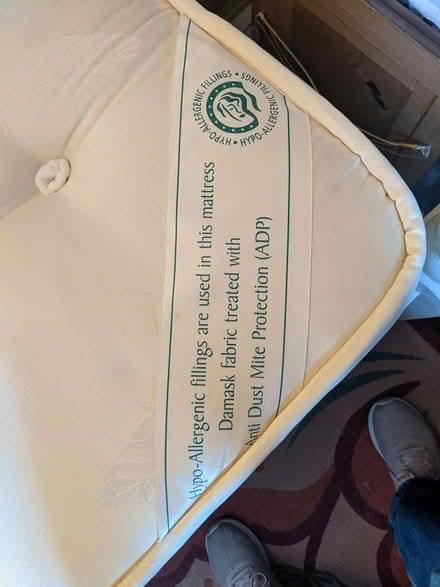 HYPO-ALLERGENIC FILLINGS • HYPO-ALLERGENIC FILLINGS •
Hypo-Allergenic fillings are used in this mattress
Damask fabric treated with
Anti Dust Mite Protection (ADP)